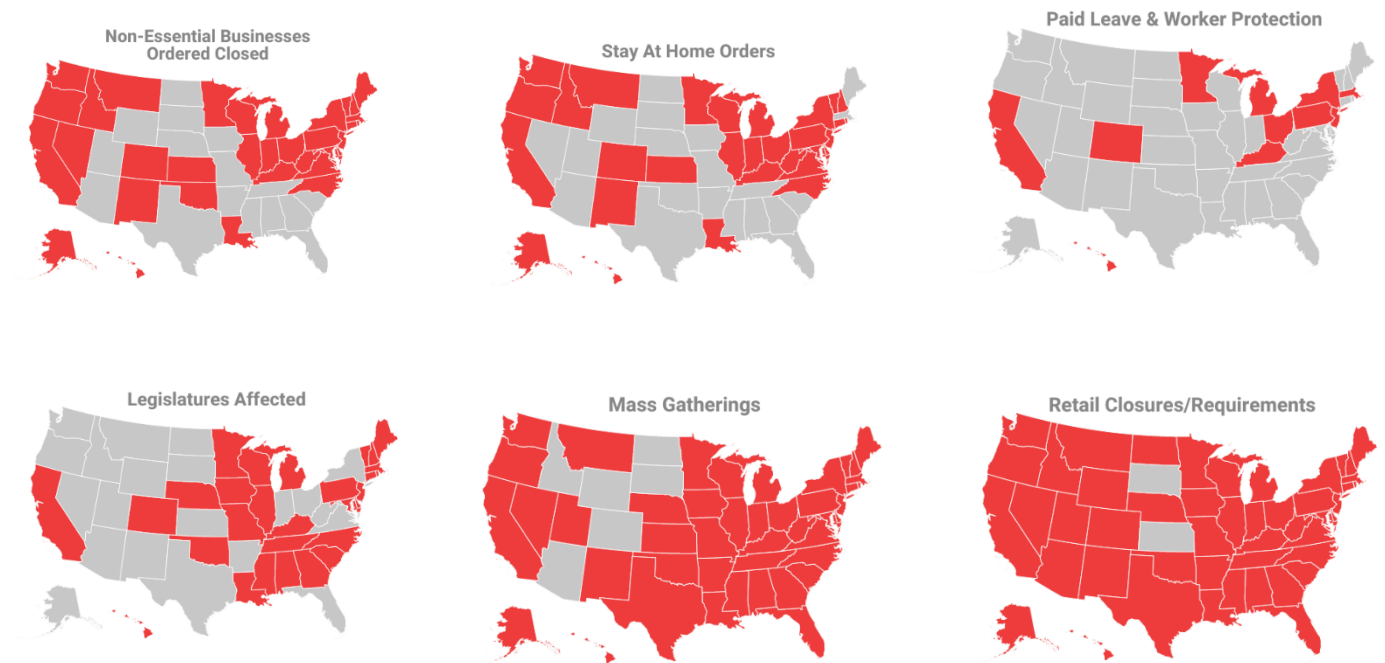 Non-Essential Businesses
Ordered Closed
Stay At Home Orders
Paid Leave & Worker Protection
Legislatures Affected
Mass Gatherings
Retail Closures/Requirements